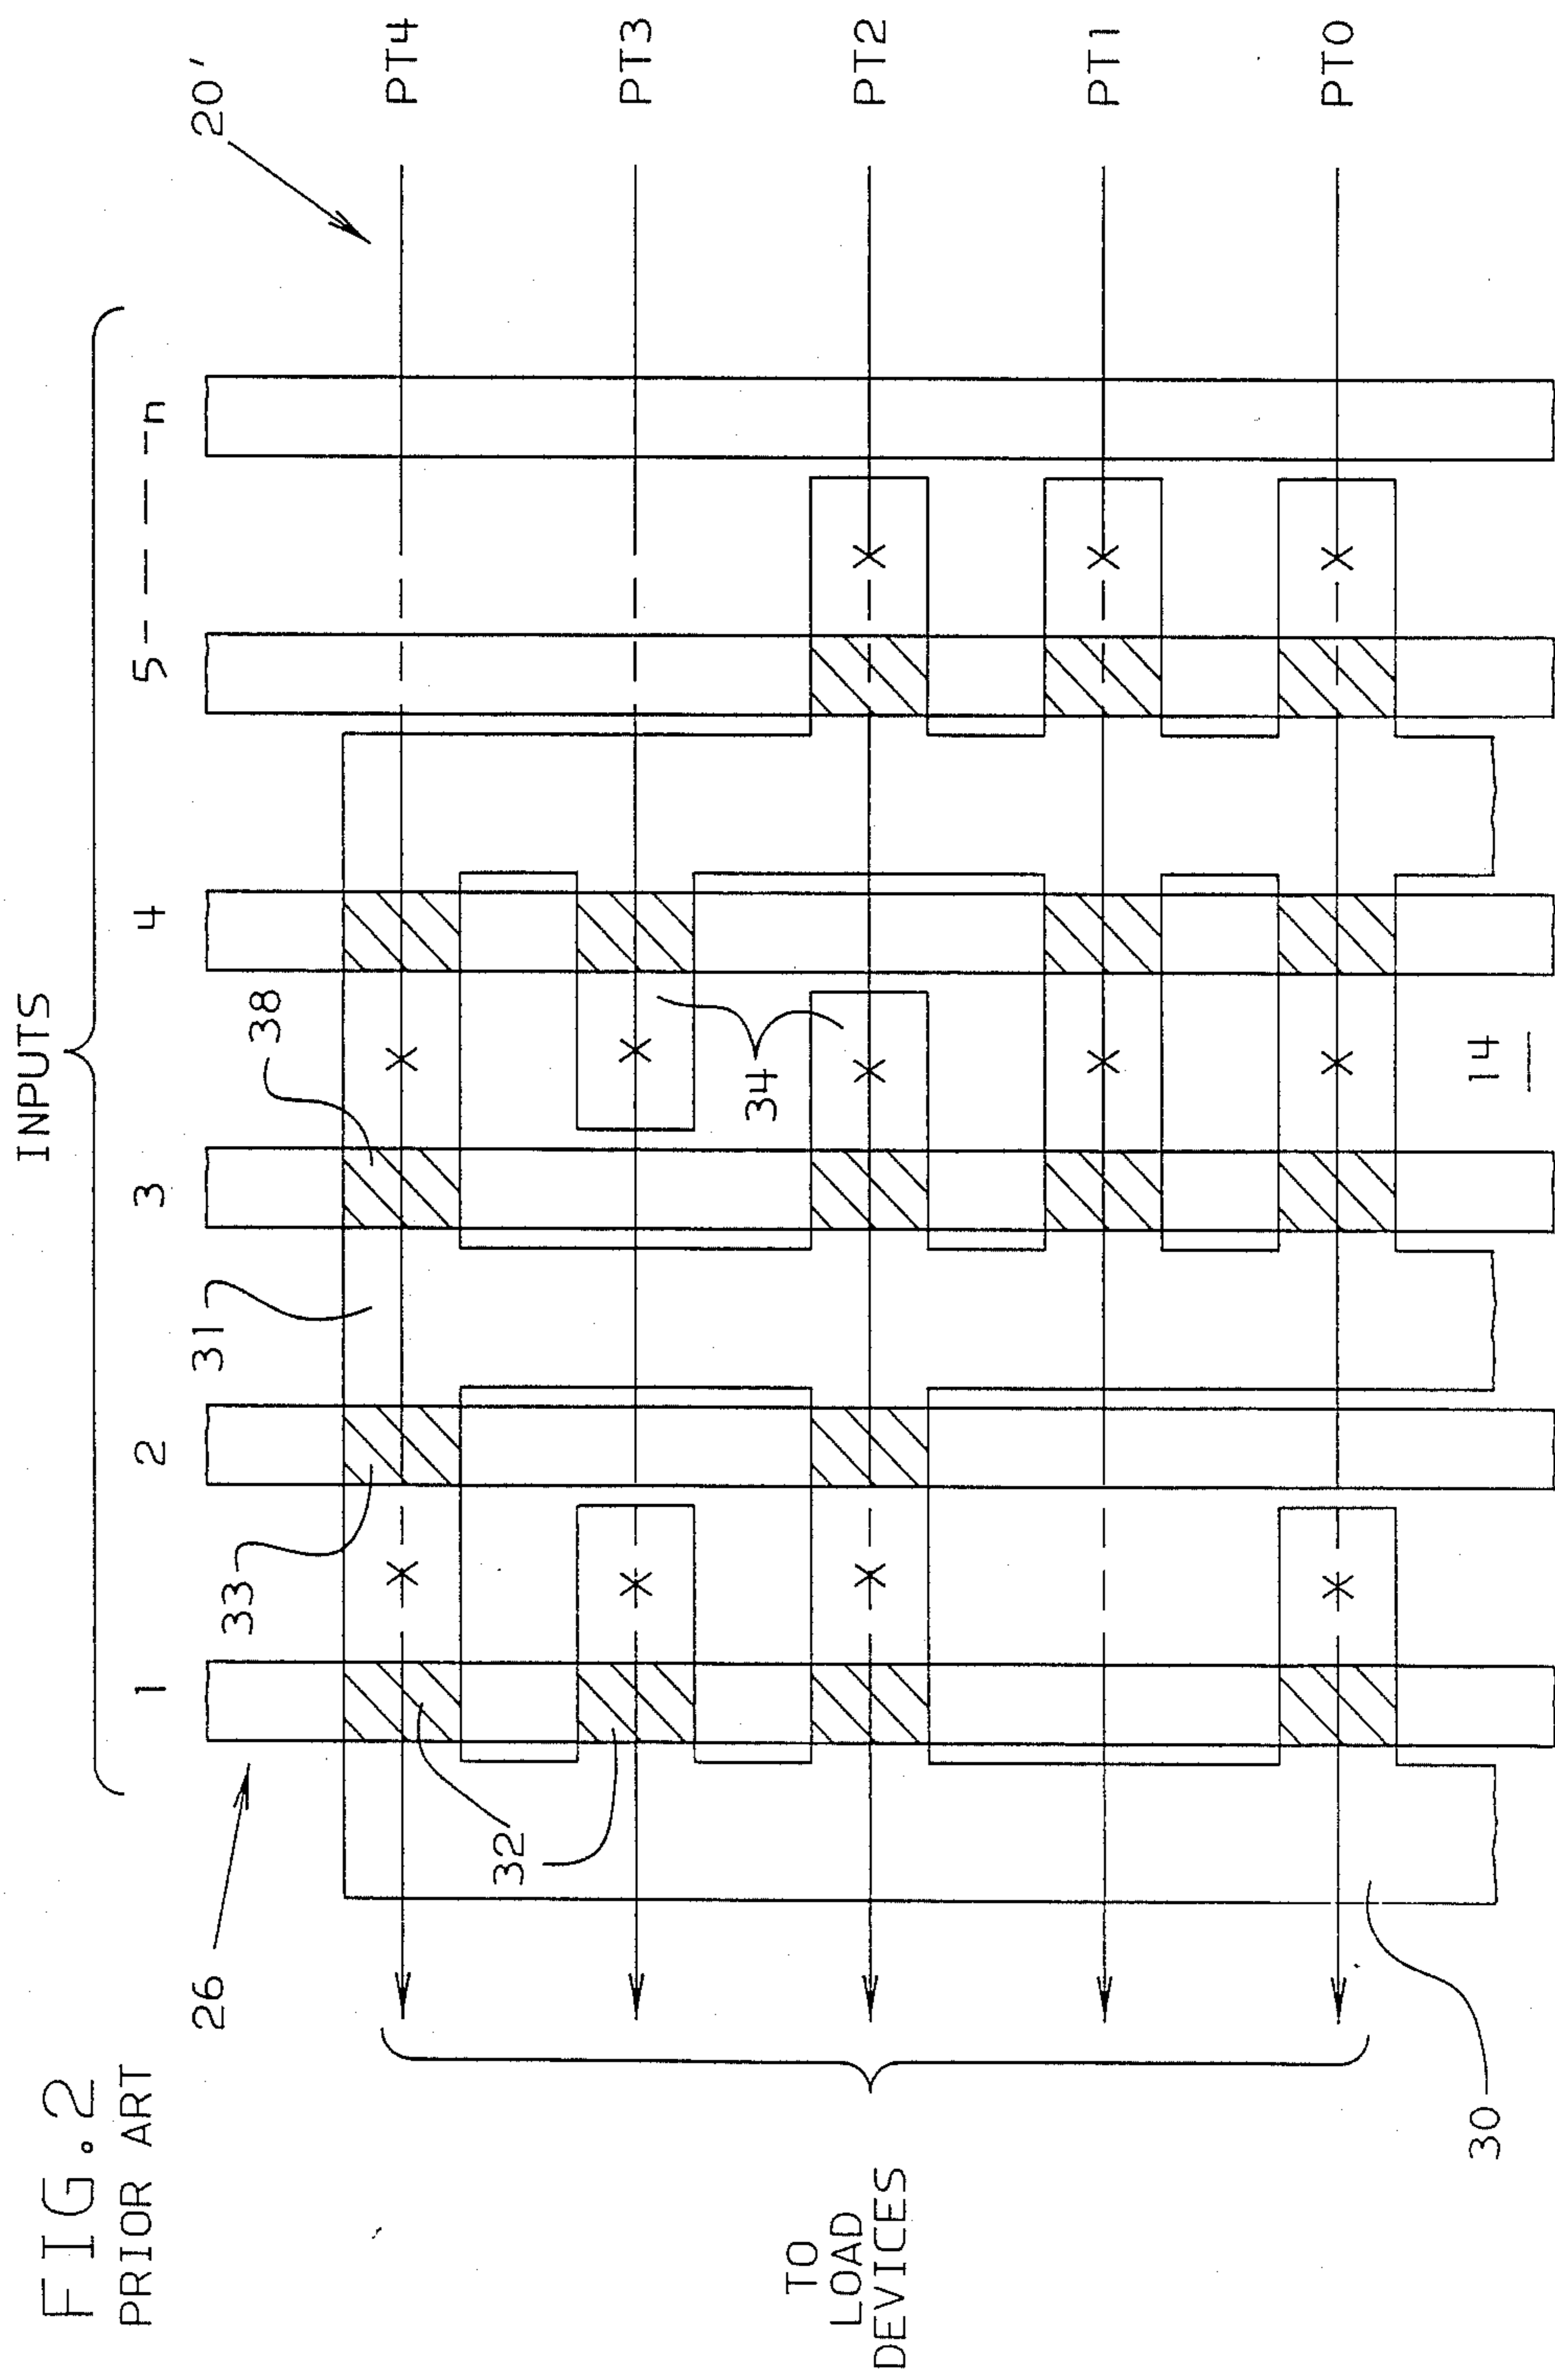 FIG.2
PRIOR ART
INPUTS
1 2 3 4 5 n
26
33
31
38
20'
32
34
14
30
PT4
PT3
PT2
PT1
PT0
TO
LOAD
DEVICES